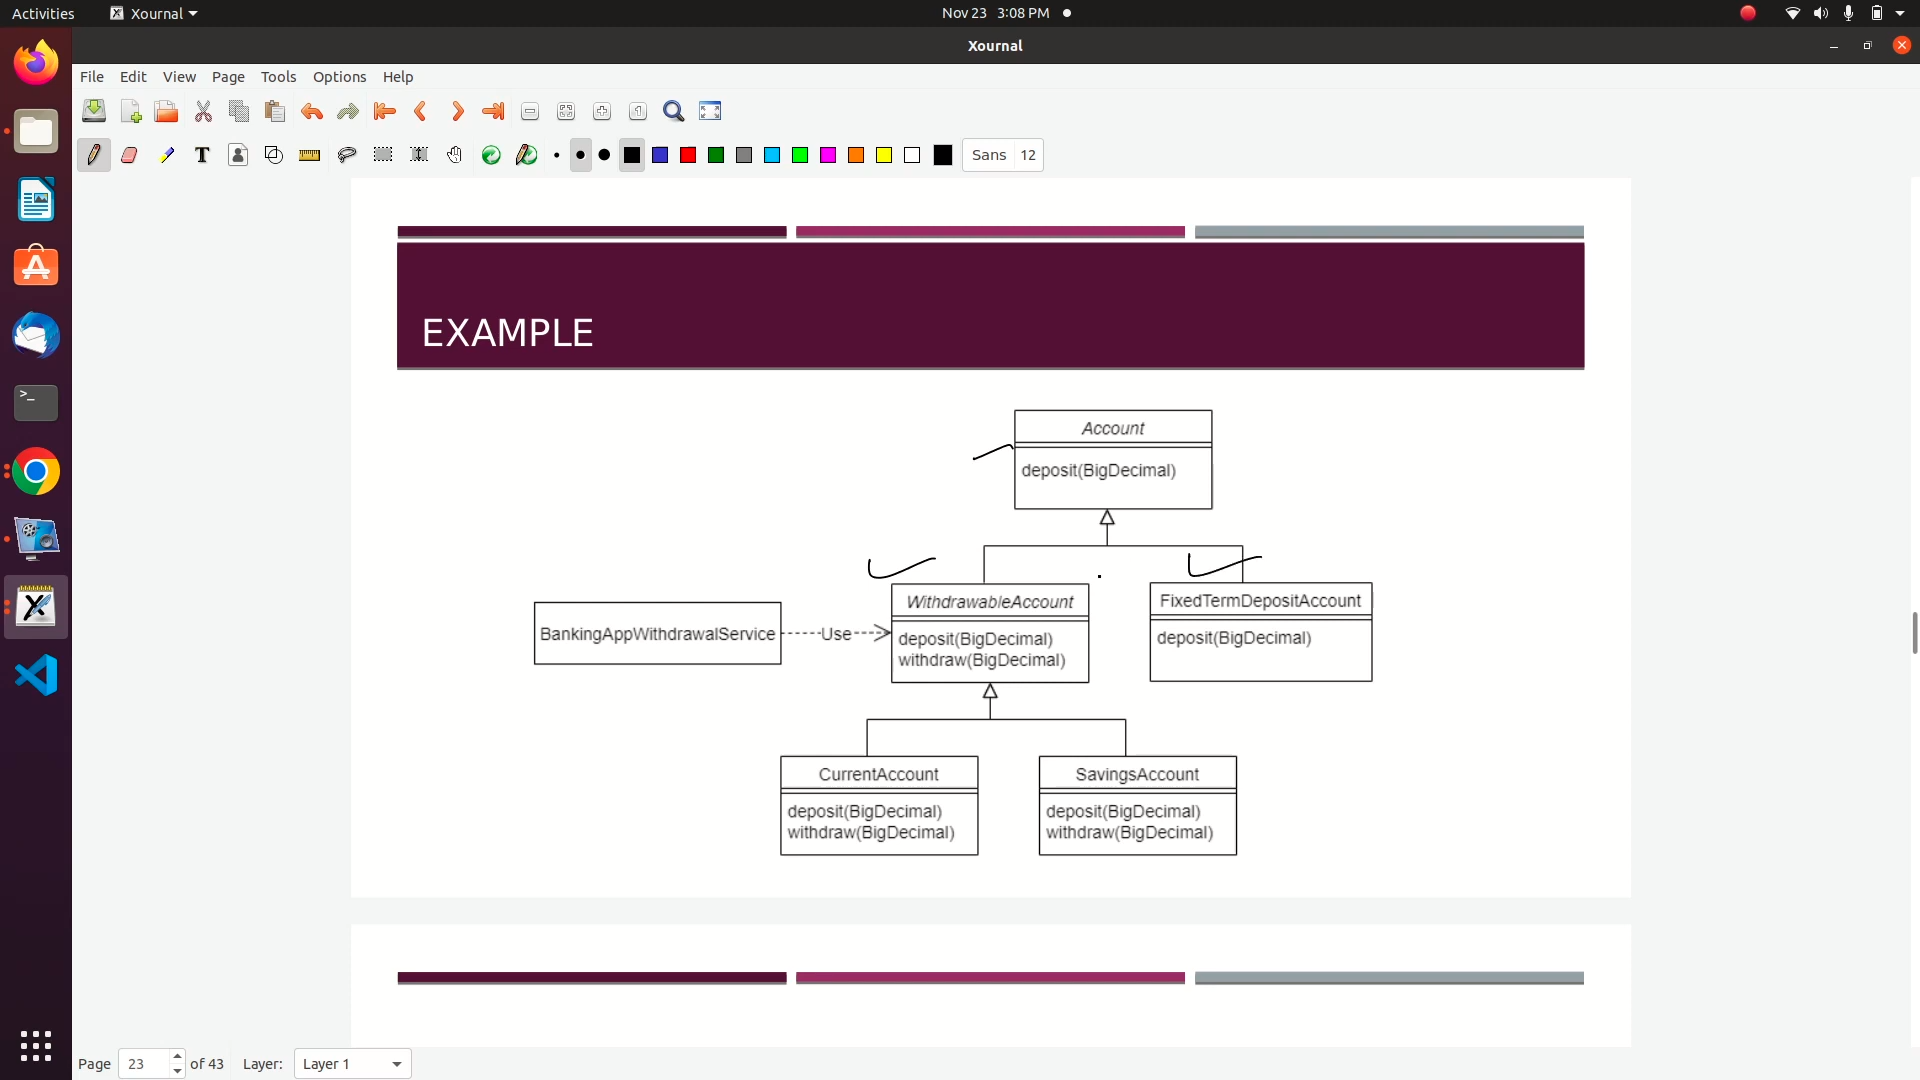 Activities
Xournal
Nov 23 3:08 PM
Xournal
File Edit View Page Tools Options Help
T
Sans 12
EXAMPLE
Account
deposit(BigDecimal)
WithdrawableAccount
deposit(BigDecimal)
withdraw(BigDecimal)
FixedTermDepositAccount
deposit(BigDecimal)
BankingAppWithdrawalService
Use
CurrentAccount
deposit(BigDecimal)
withdraw(BigDecimal)
SavingsAccount
deposit(BigDecimal)
withdraw(BigDecimal)
Page 23 of 43 Layer: Layer 1